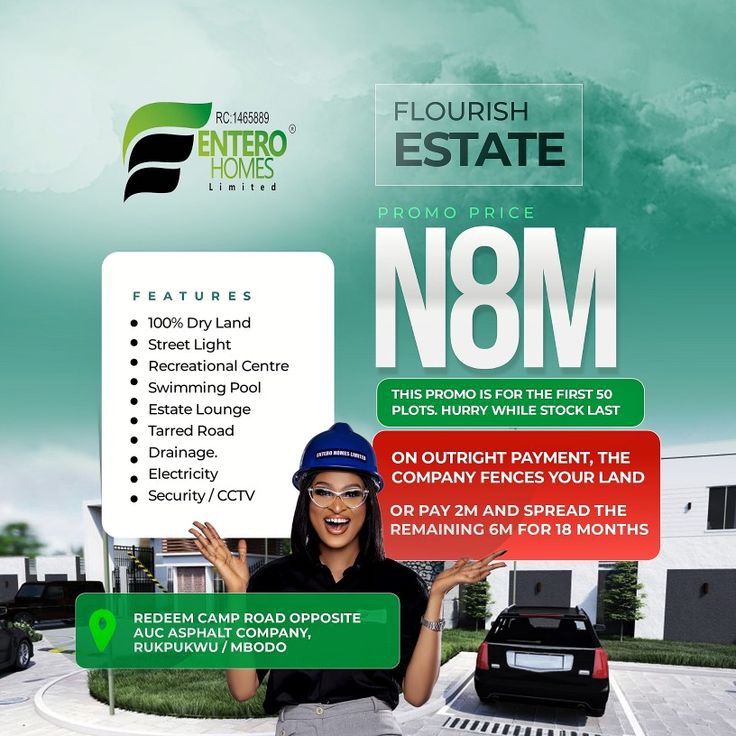 RC:1465889
ENTERO®
HOMES
Limited
FLOURISH
ESTATE
PROMO PRICE
N8M
THIS PROMO IS FOR THE FIRST 50
PLOTS. HURRY WHILE STOCK LAST
ON OUTRIGHT PAYMENT, THE
COMPANY FENCES YOUR LAND
OR PAY 2M AND SPREAD THE
REMAINING 6M FOR 18 MONTHS
FEATURES
100% Dry Land
Street Light
Recreational Centre
Swimming Pool
Estate Lounge
Tarred Road
Drainage.
Electricity
Security / CCTV
ENTERO HOMES LIMITED
REDEEM CAMP ROAD OPPOSITE
AUC ASPHALT COMPANY,
RUKPUKWU / MBODO